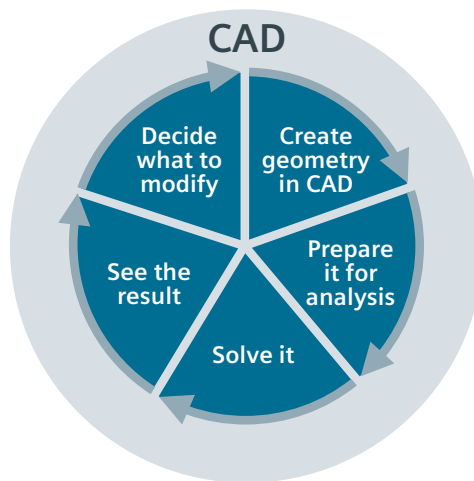 CAD
Create
geometry
in CAD
Prepare
it for
analysis
Solve it
See the
result
Decide
what to
modify